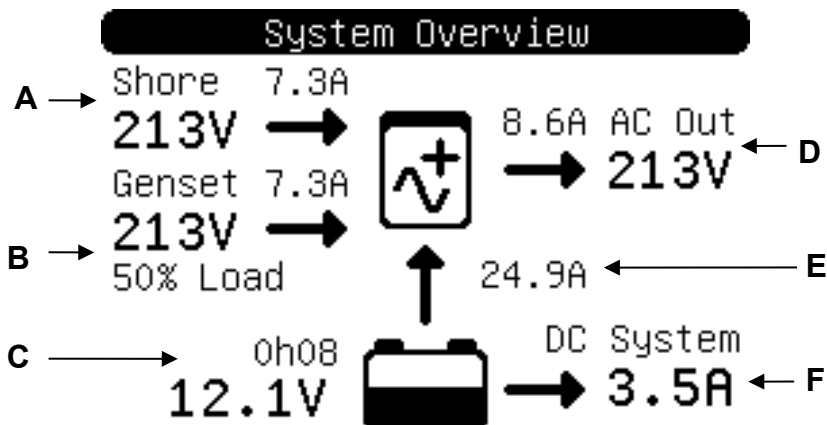 System Overview
A
Shore 7.3A
213V
8.6A AC Out
213V
D
Genset 7.3A
213V
B
50% Load
24.9A
E
C
0h08
12.1V
DC System
3.5A
F